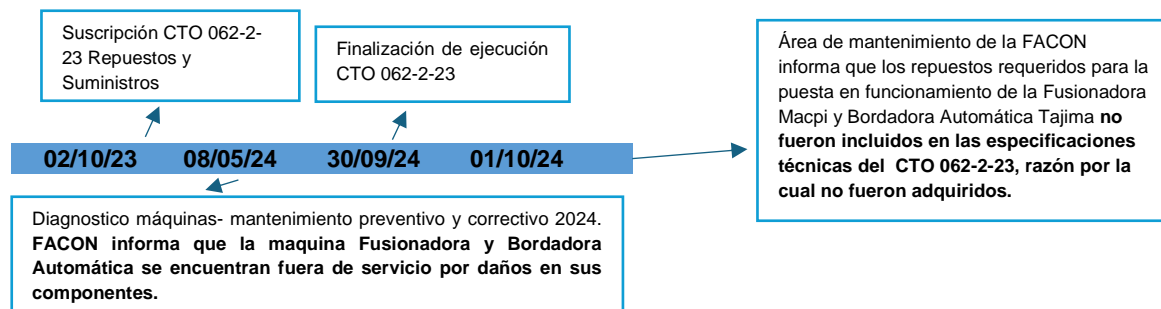 Suscripción CTO 062-2-
23 Repuestos y
Suministros
Finalización de ejecución
CTO 062-2-23
Área de mantenimiento de la FACON
informa que los repuestos requeridos para la
puesta en funcionamiento de la Fusionadora
Macpi y Bordadora Automática Tajima no
fueron incluidos en las especificaciones
técnicas del CTO 062-2-23, razón por la
cual no fueron adquiridos.
02/10/23 08/05/24 30/09/24 01/10/24
Diagnostico máquinas- mantenimiento preventivo y correctivo 2024.
FACON informa que la maquina Fusionadora y Bordadora
Automática se encuentran fuera de servicio por daños en sus
componentes.